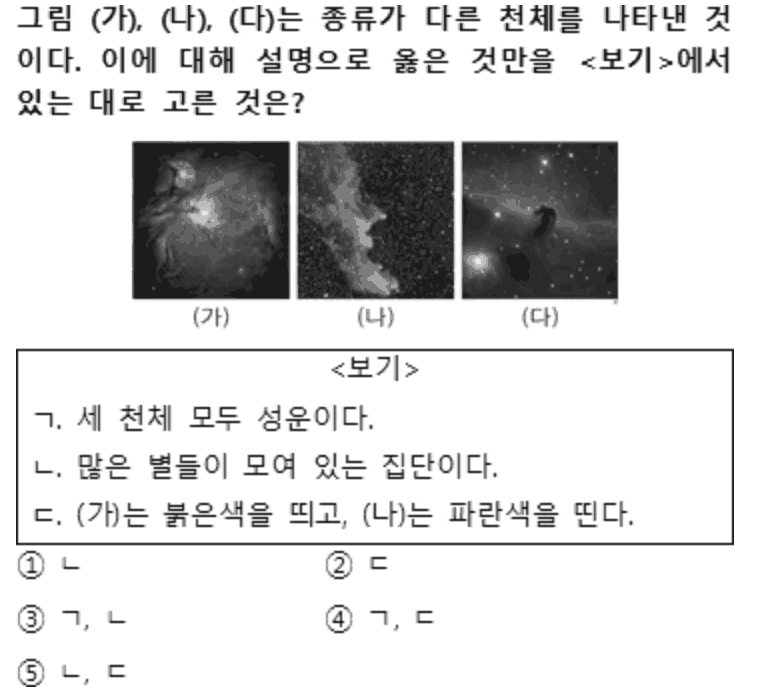 그림 (가), (나), (다)는 종류가 다른 천체를 나타낸 것
이다. 이에 대해 설명으로 옳은 것만을 <보기>에서
있는 대로 고른 것은?
(가) (나) (다)
<보기>
ㄱ. 세 천체 모두 성운이다.
ㄴ. 많은 별들이 모여 있는 집단이다.
ㄷ. (가)는 붉은색을 띄고, (나)는 파란색을 띤다.
① ㄴ ② ㄷ
③ ㄱ, ㄴ ④ ㄱ, ㄷ
⑤ ㄴ, ㄷ